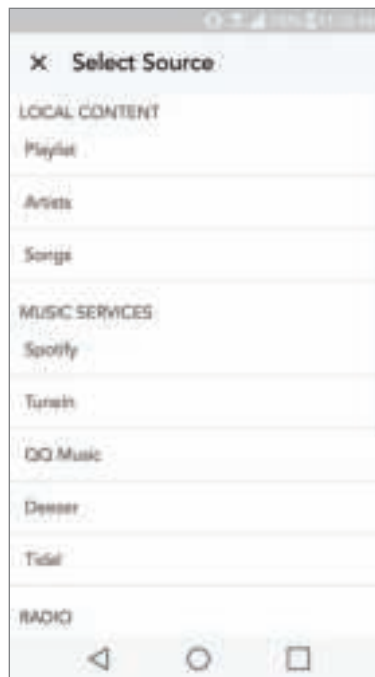 × Select Source
LOCAL CONTENT
Playlist
Artists
Songs
MUSIC SERVICES
Spotify
TuneIn
QQ Music
Deezer
Tidal
RADIO